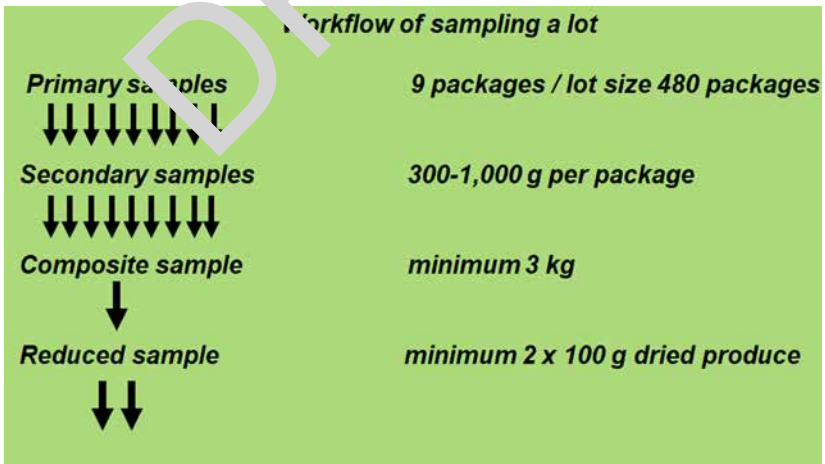 Workflow of sampling a lot
Primary samples 9 packages / lot size 480 packages
Secondary samples 300-1,000 g per package
Composite sample minimum 3 kg
Reduced sample minimum 2 x 100 g dried produce